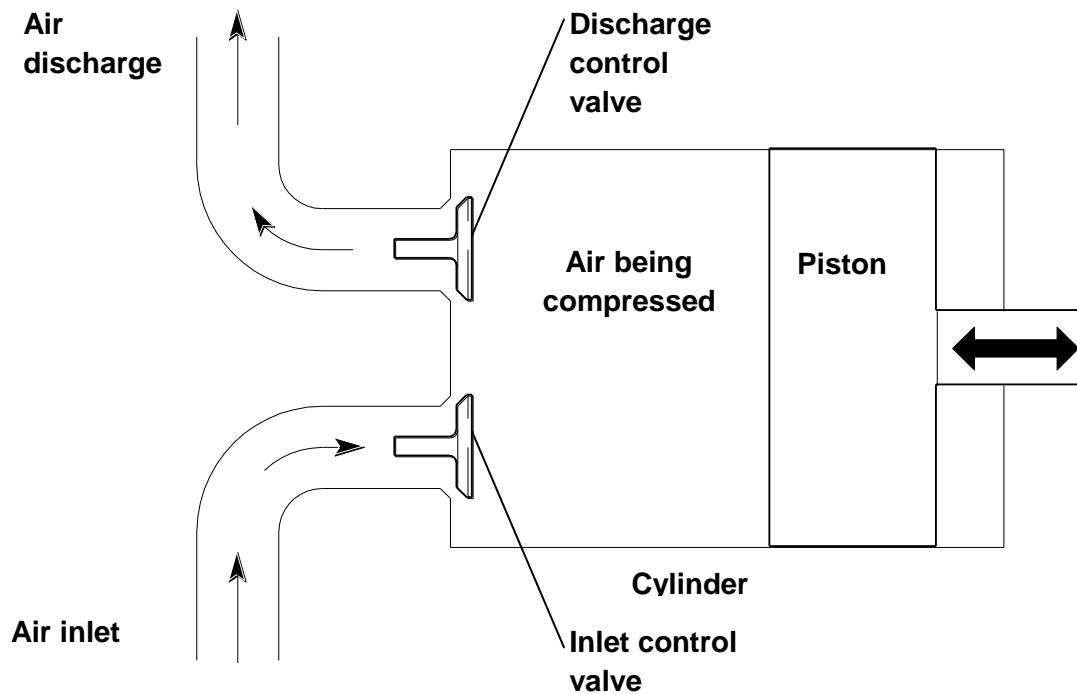 Air
discharge
Discharge
control
valve
Air being
compressed
Piston
Cylinder
Air inlet
Inlet control
valve